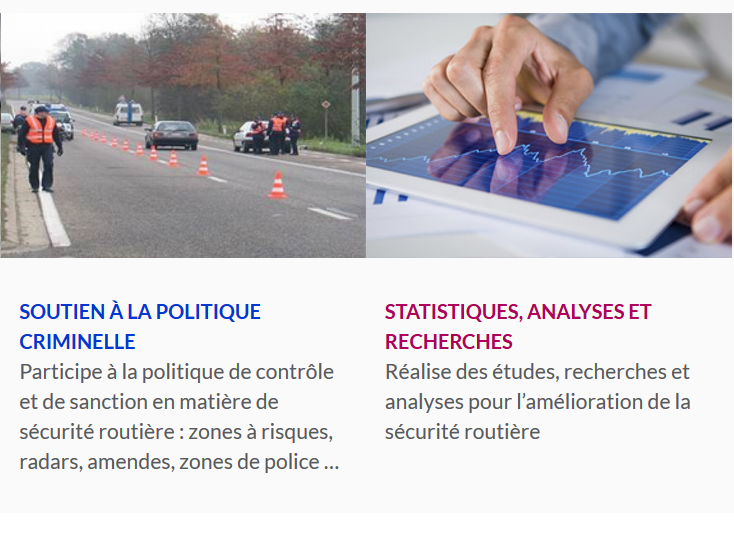 SOUTIEN À LA POLITIQUE
CRIMINELLE
Participe à la politique de contrôle
et de sanction en matière de
sécurité routière : zones à risques,
radars, amendes, zones de police ...
STATISTIQUES, ANALYSES ET
RECHERCHES
Réalise des études, recherches et
analyses pour l’amélioration de la
sécurité routière